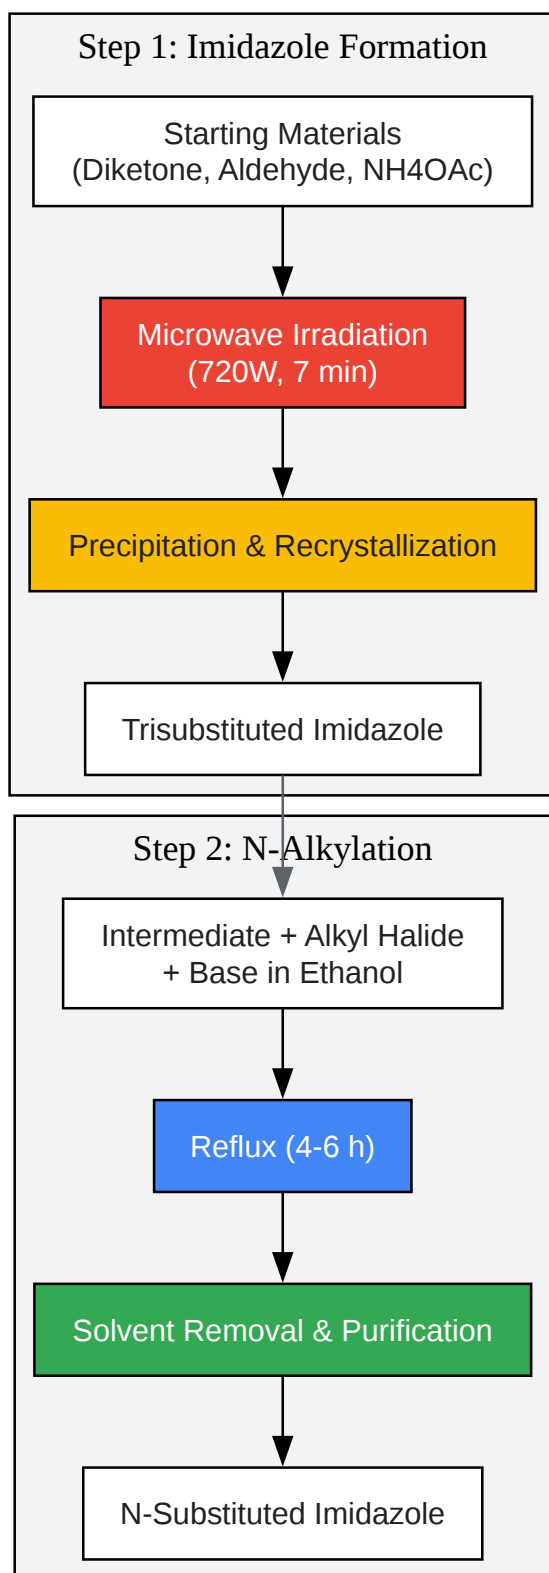 Step 1: Imidazole Formation
Starting Materials
(Diketone, Aldehyde, NH4OAc)
Microwave Irradiation
(720W, 7 min)
Precipitation & Recrystallization
Trisubstituted Imidazole
Step 2: N-Alkylation
Intermediate + Alkyl Halide
+ Base in Ethanol
Reflux (4-6 h)
Solvent Removal & Purification
N-Substituted Imidazole